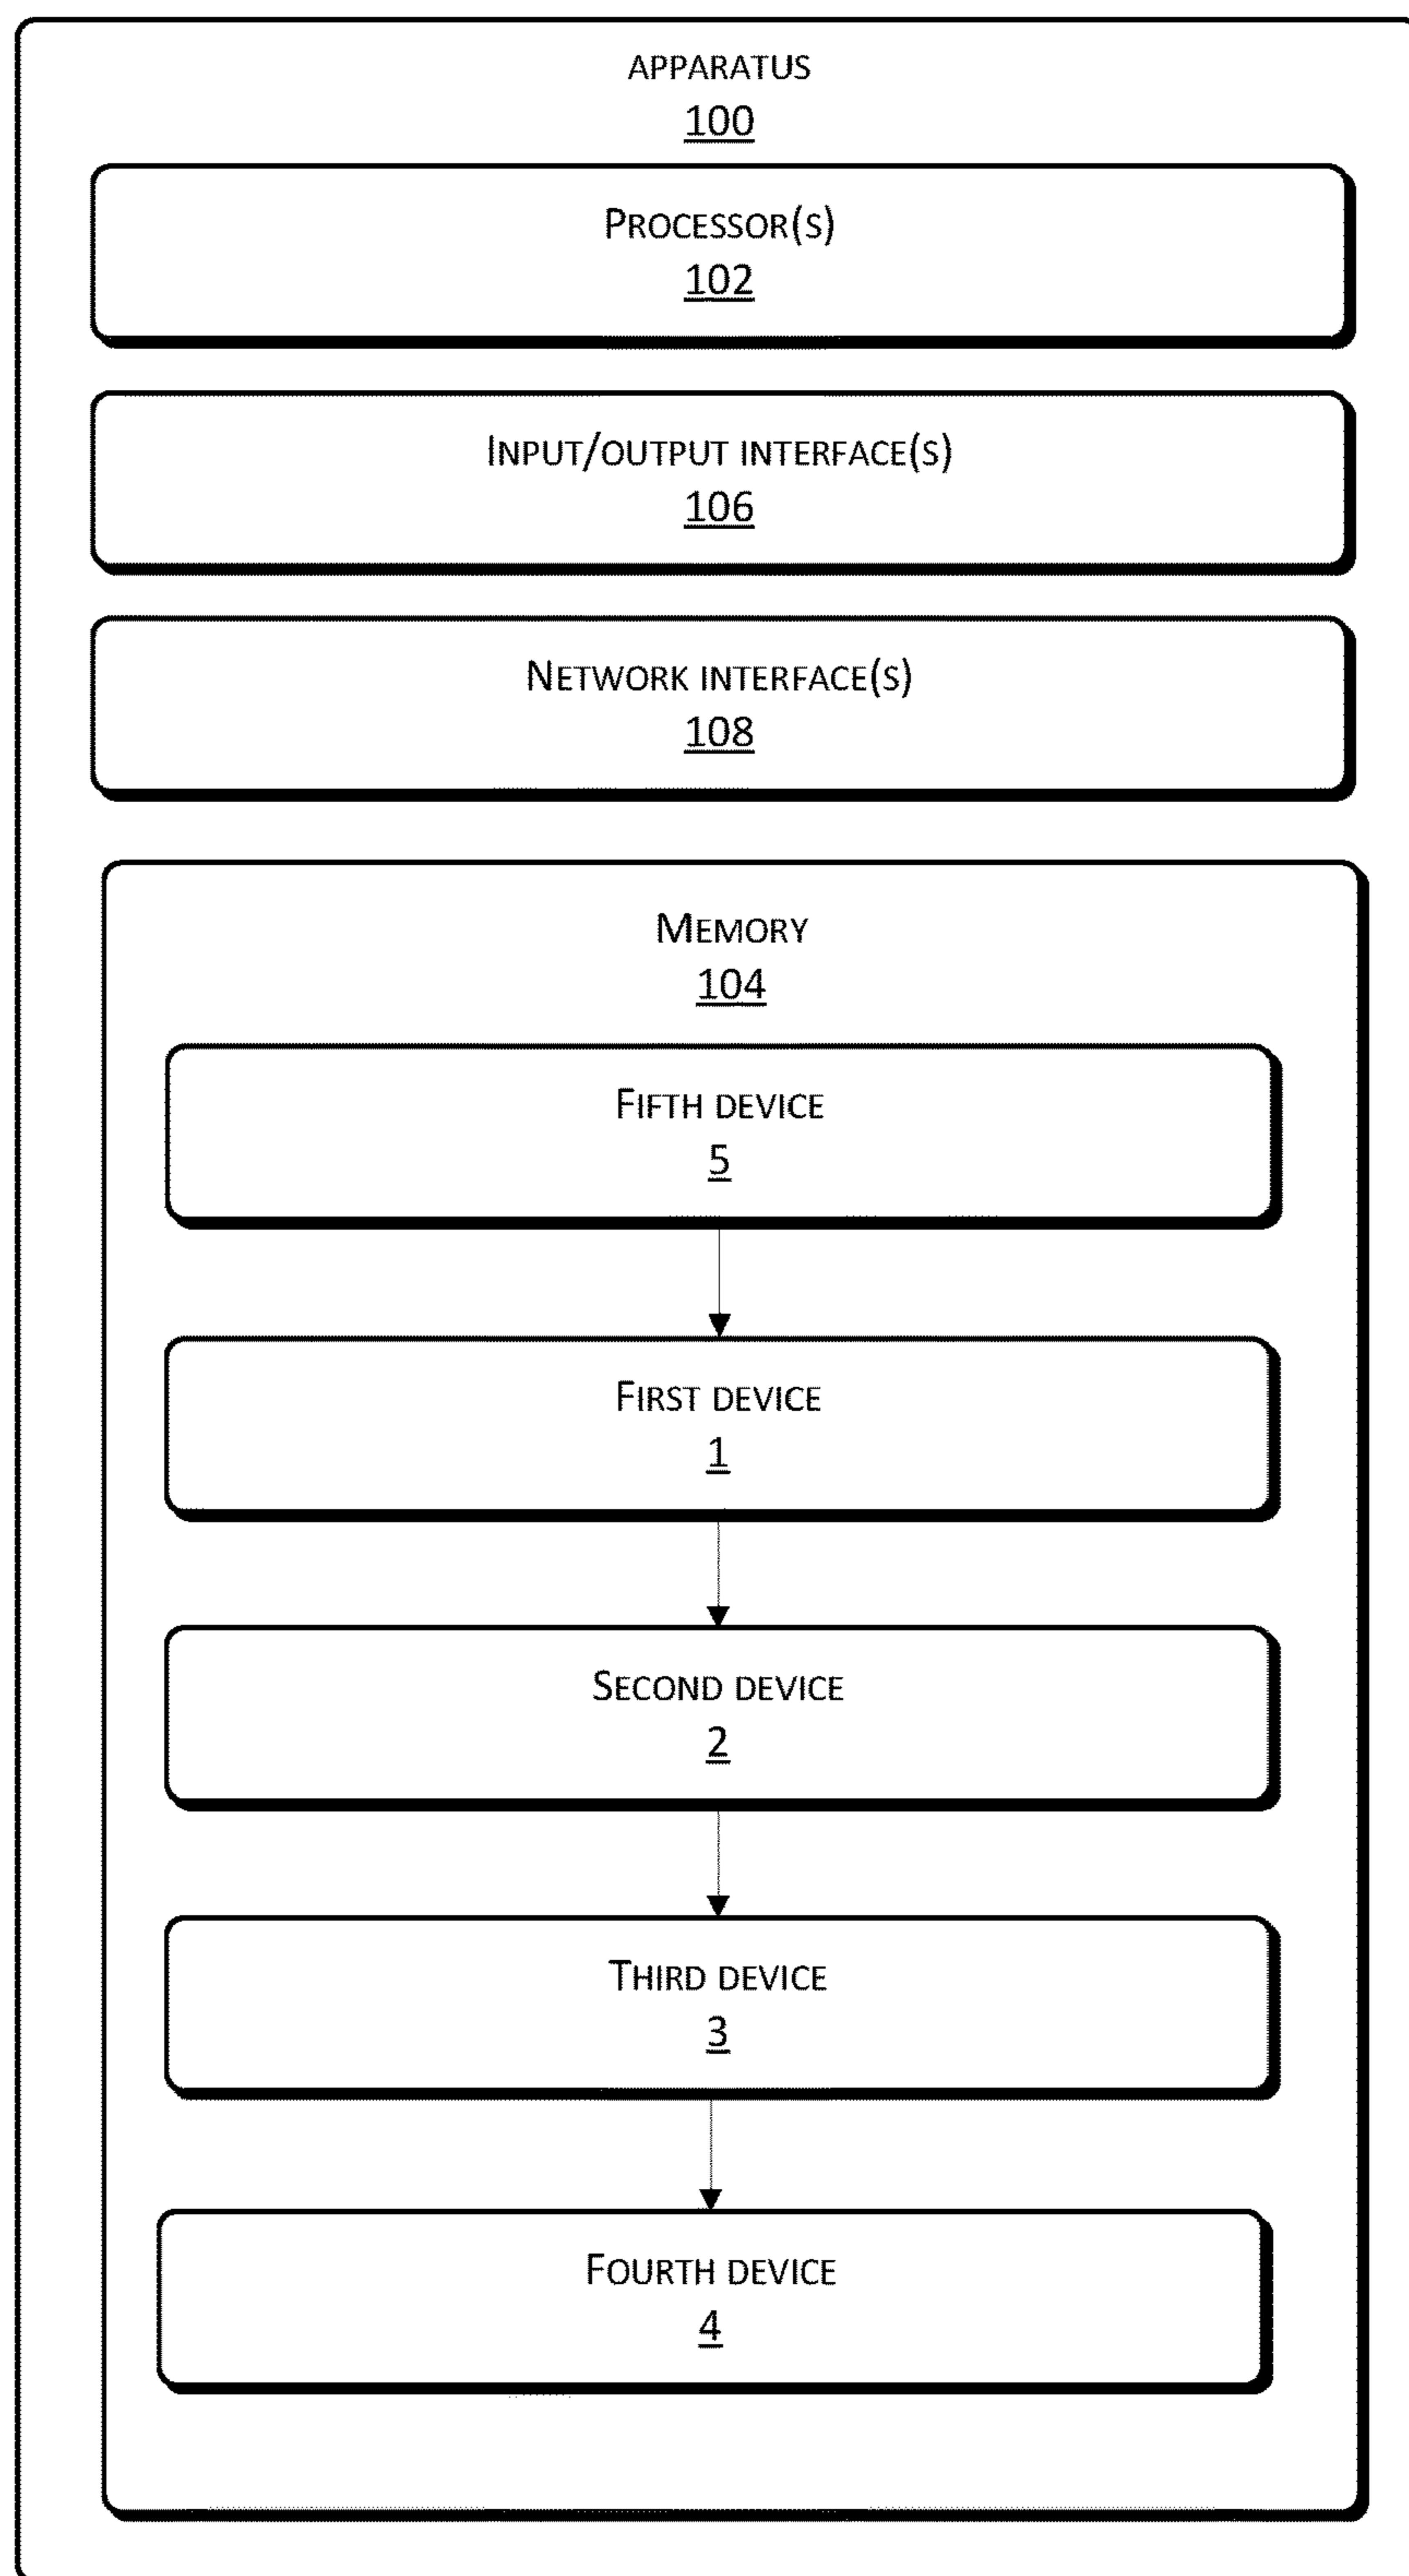 APPARATUS
100
PROCESSOR(S)
102
INPUT/OUTPUT INTERFACE(S)
106
NETWORK INTERFACE(S)
108
MEMORY
104
FIFTH DEVICE
5
FIRST DEVICE
1
SECOND DEVICE
2
THIRD DEVICE
3
FOURTH DEVICE
4